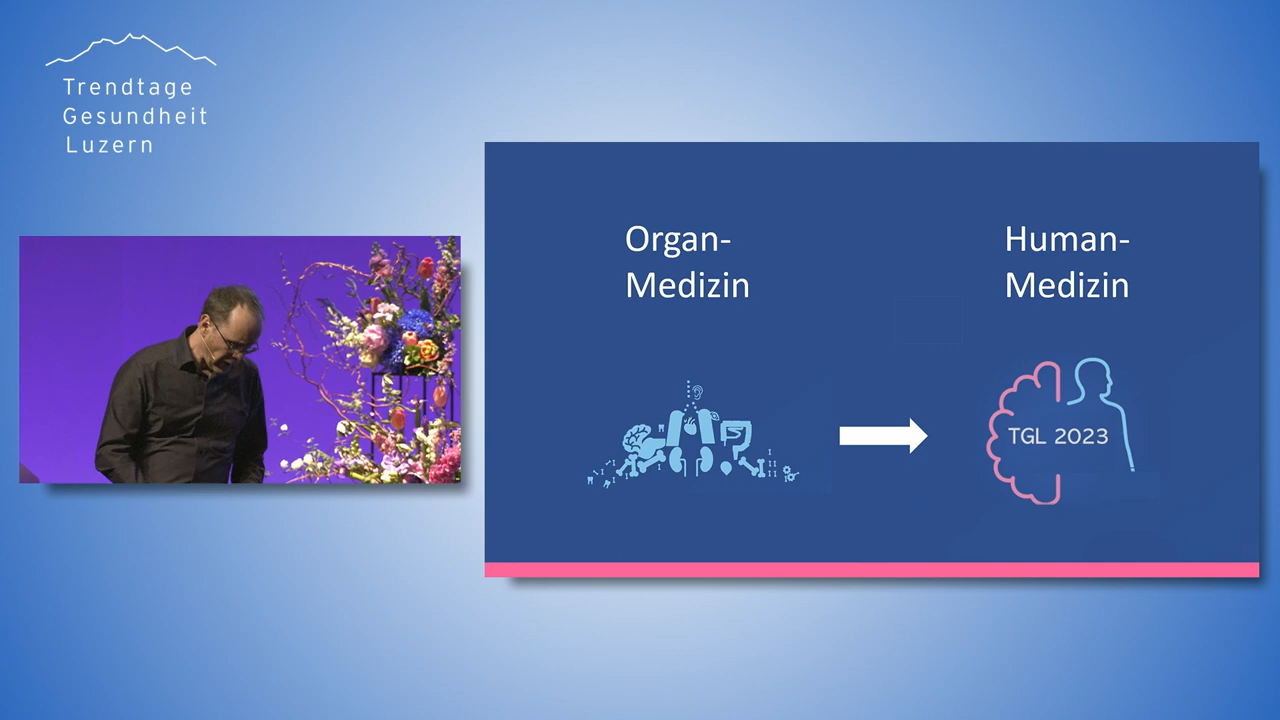 Trendtage
Gesundheit
Luzern
Organ-
Medizin
Human-
Medizin
TGL 2023